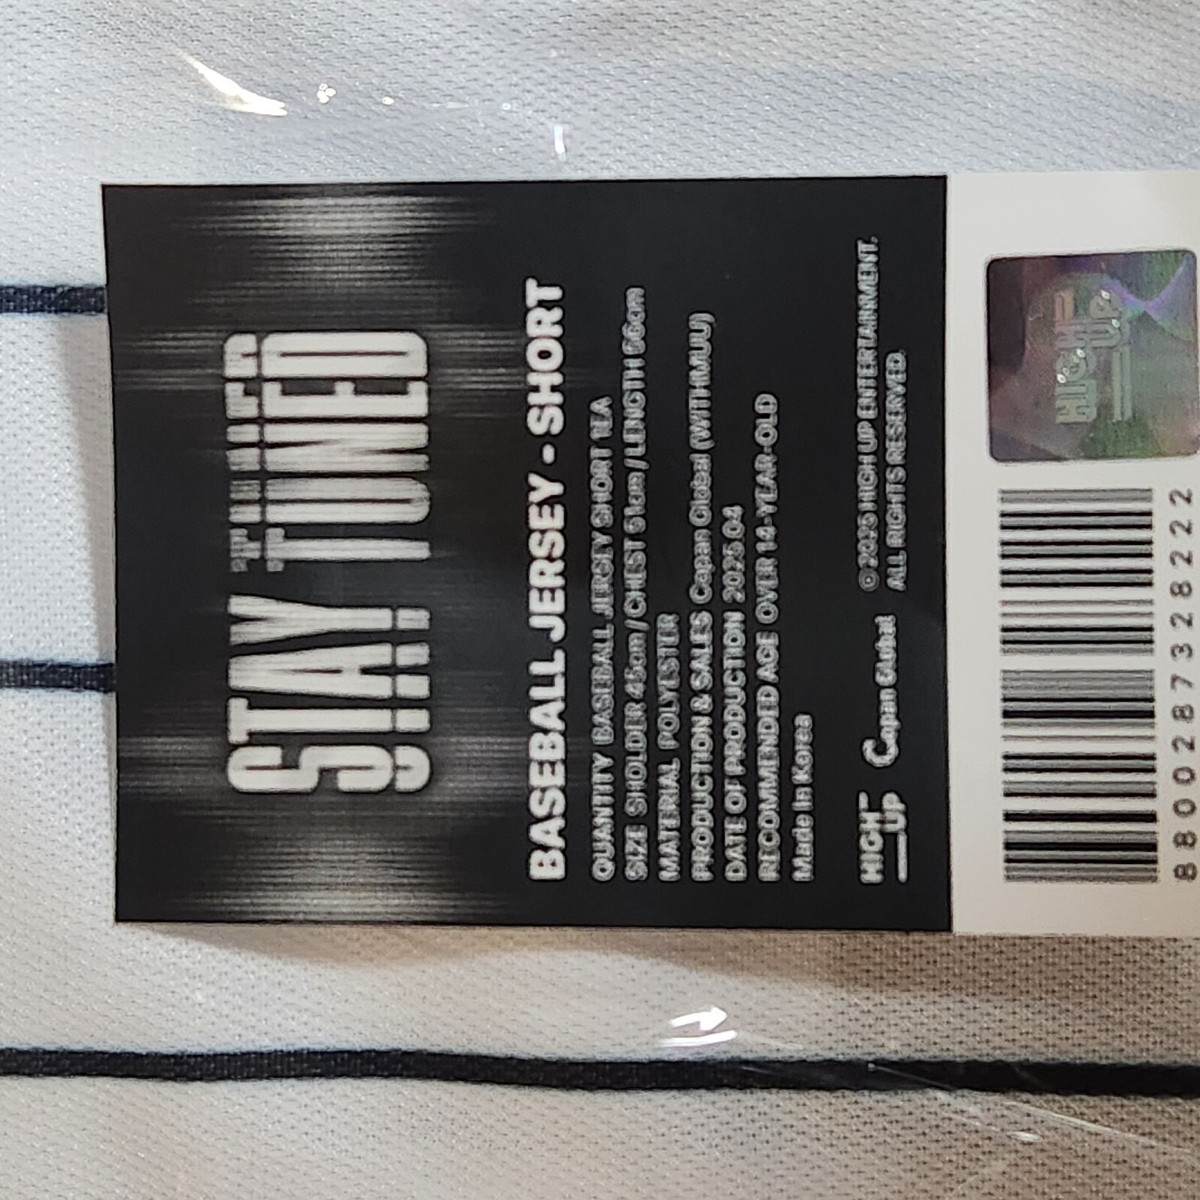 STAY TUNED
BASEBALL JERSEY - SHORT
QUANTITY BASEBALL JERSEY SHORT 1EA
SIZE SHOLDER 45cm / CHEST 51cm / LENGTH 66cm
MATERIAL POLYESTER
PRODUCTION & SALES Capan Global (WITHMUU)
DATE OF PRODUCTION 2025.04
RECOMMENDED AGE OVER 14-YEAR-OLD
Made in Korea
HIGH UP
Capan Global
© 2025 HIGH UP ENTERTAINMENT.
ALL RIGHTS RESERVED.
HIGH UP
8800287328222